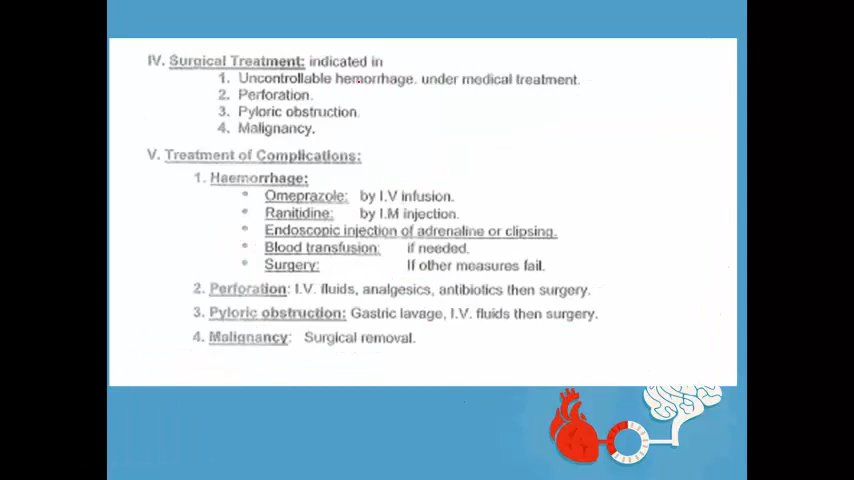 IV. Surgical Treatment: indicated in
1. Uncontrollable hemorrhage. under medical treatment.
2. Perforation.
3. Pyloric obstruction.
4. Malignancy.
V. Treatment of Complications:
1. Haemorrhage:
• Omeprazole: by I.V infusion.
• Ranitidine: by I.M injection.
• Endoscopic injection of adrenaline or clipsing.
• Blood transfusion: if needed.
• Surgery: If other measures fail.
2. Perforation: I.V. fluids, analgesics, antibiotics then surgery.
3. Pyloric obstruction: Gastric lavage, I.V. fluids then surgery.
4. Malignancy: Surgical removal.